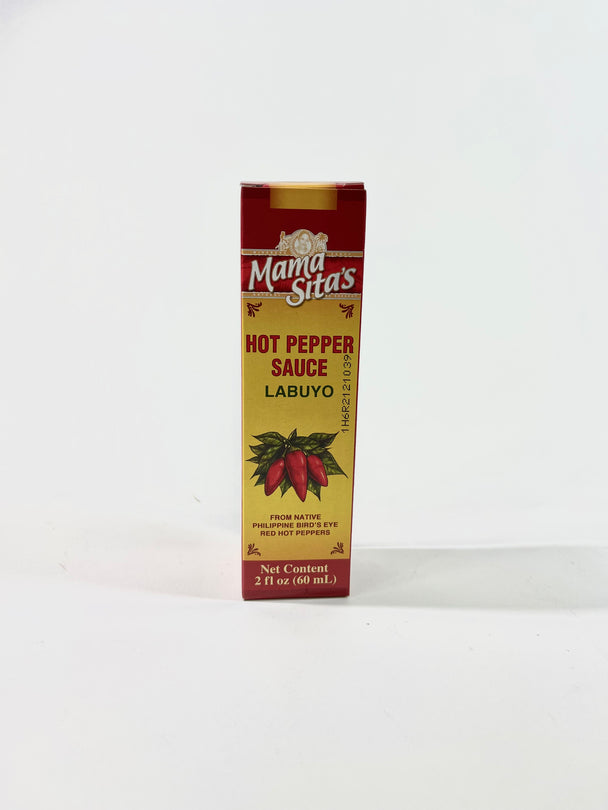 Mama
Sita's
HOT PEPPER
SAUCE
LABUYO
1H6R2121039
FROM NATIVE
PHILIPPINE BIRD'S EYE
RED HOT PEPPERS
Net Content
2 fl oz (60 mL)